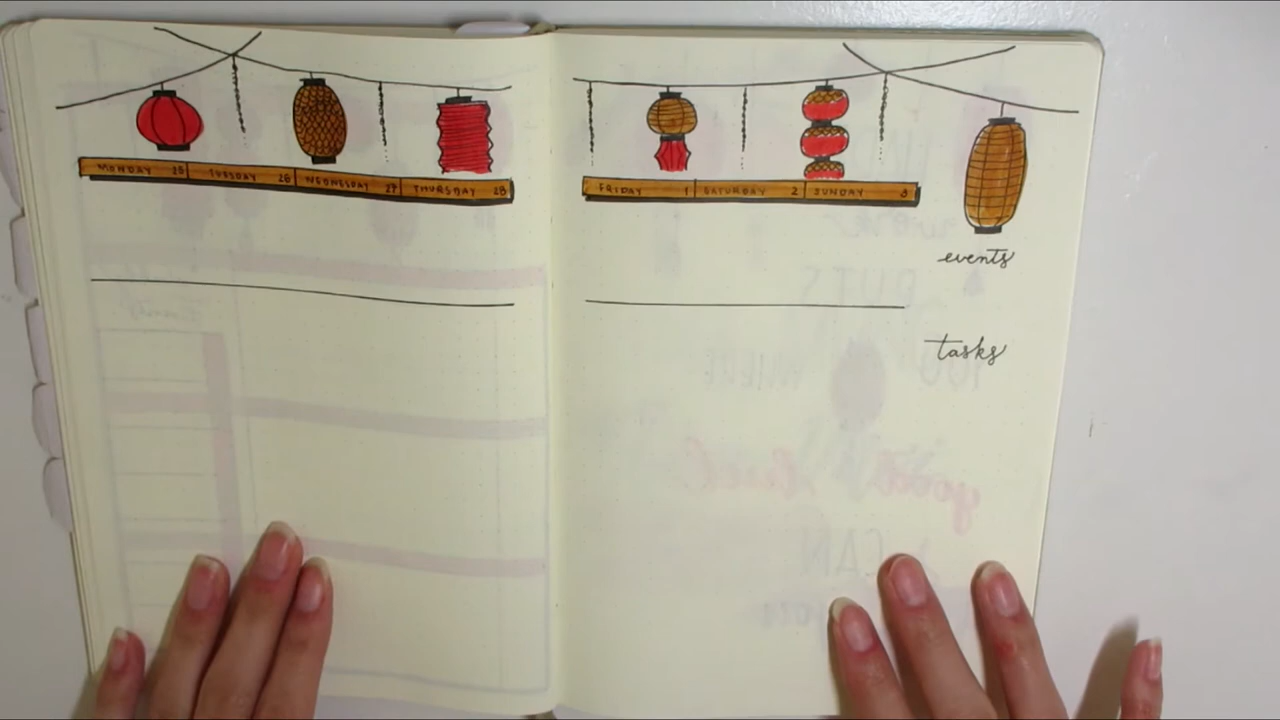 MONDAY 25 TUESDAY 26 WEDNESDAY 27 THURSDAY 28
FRIDAY 1 SATURDAY 2 SUNDAY 3
events
tasks